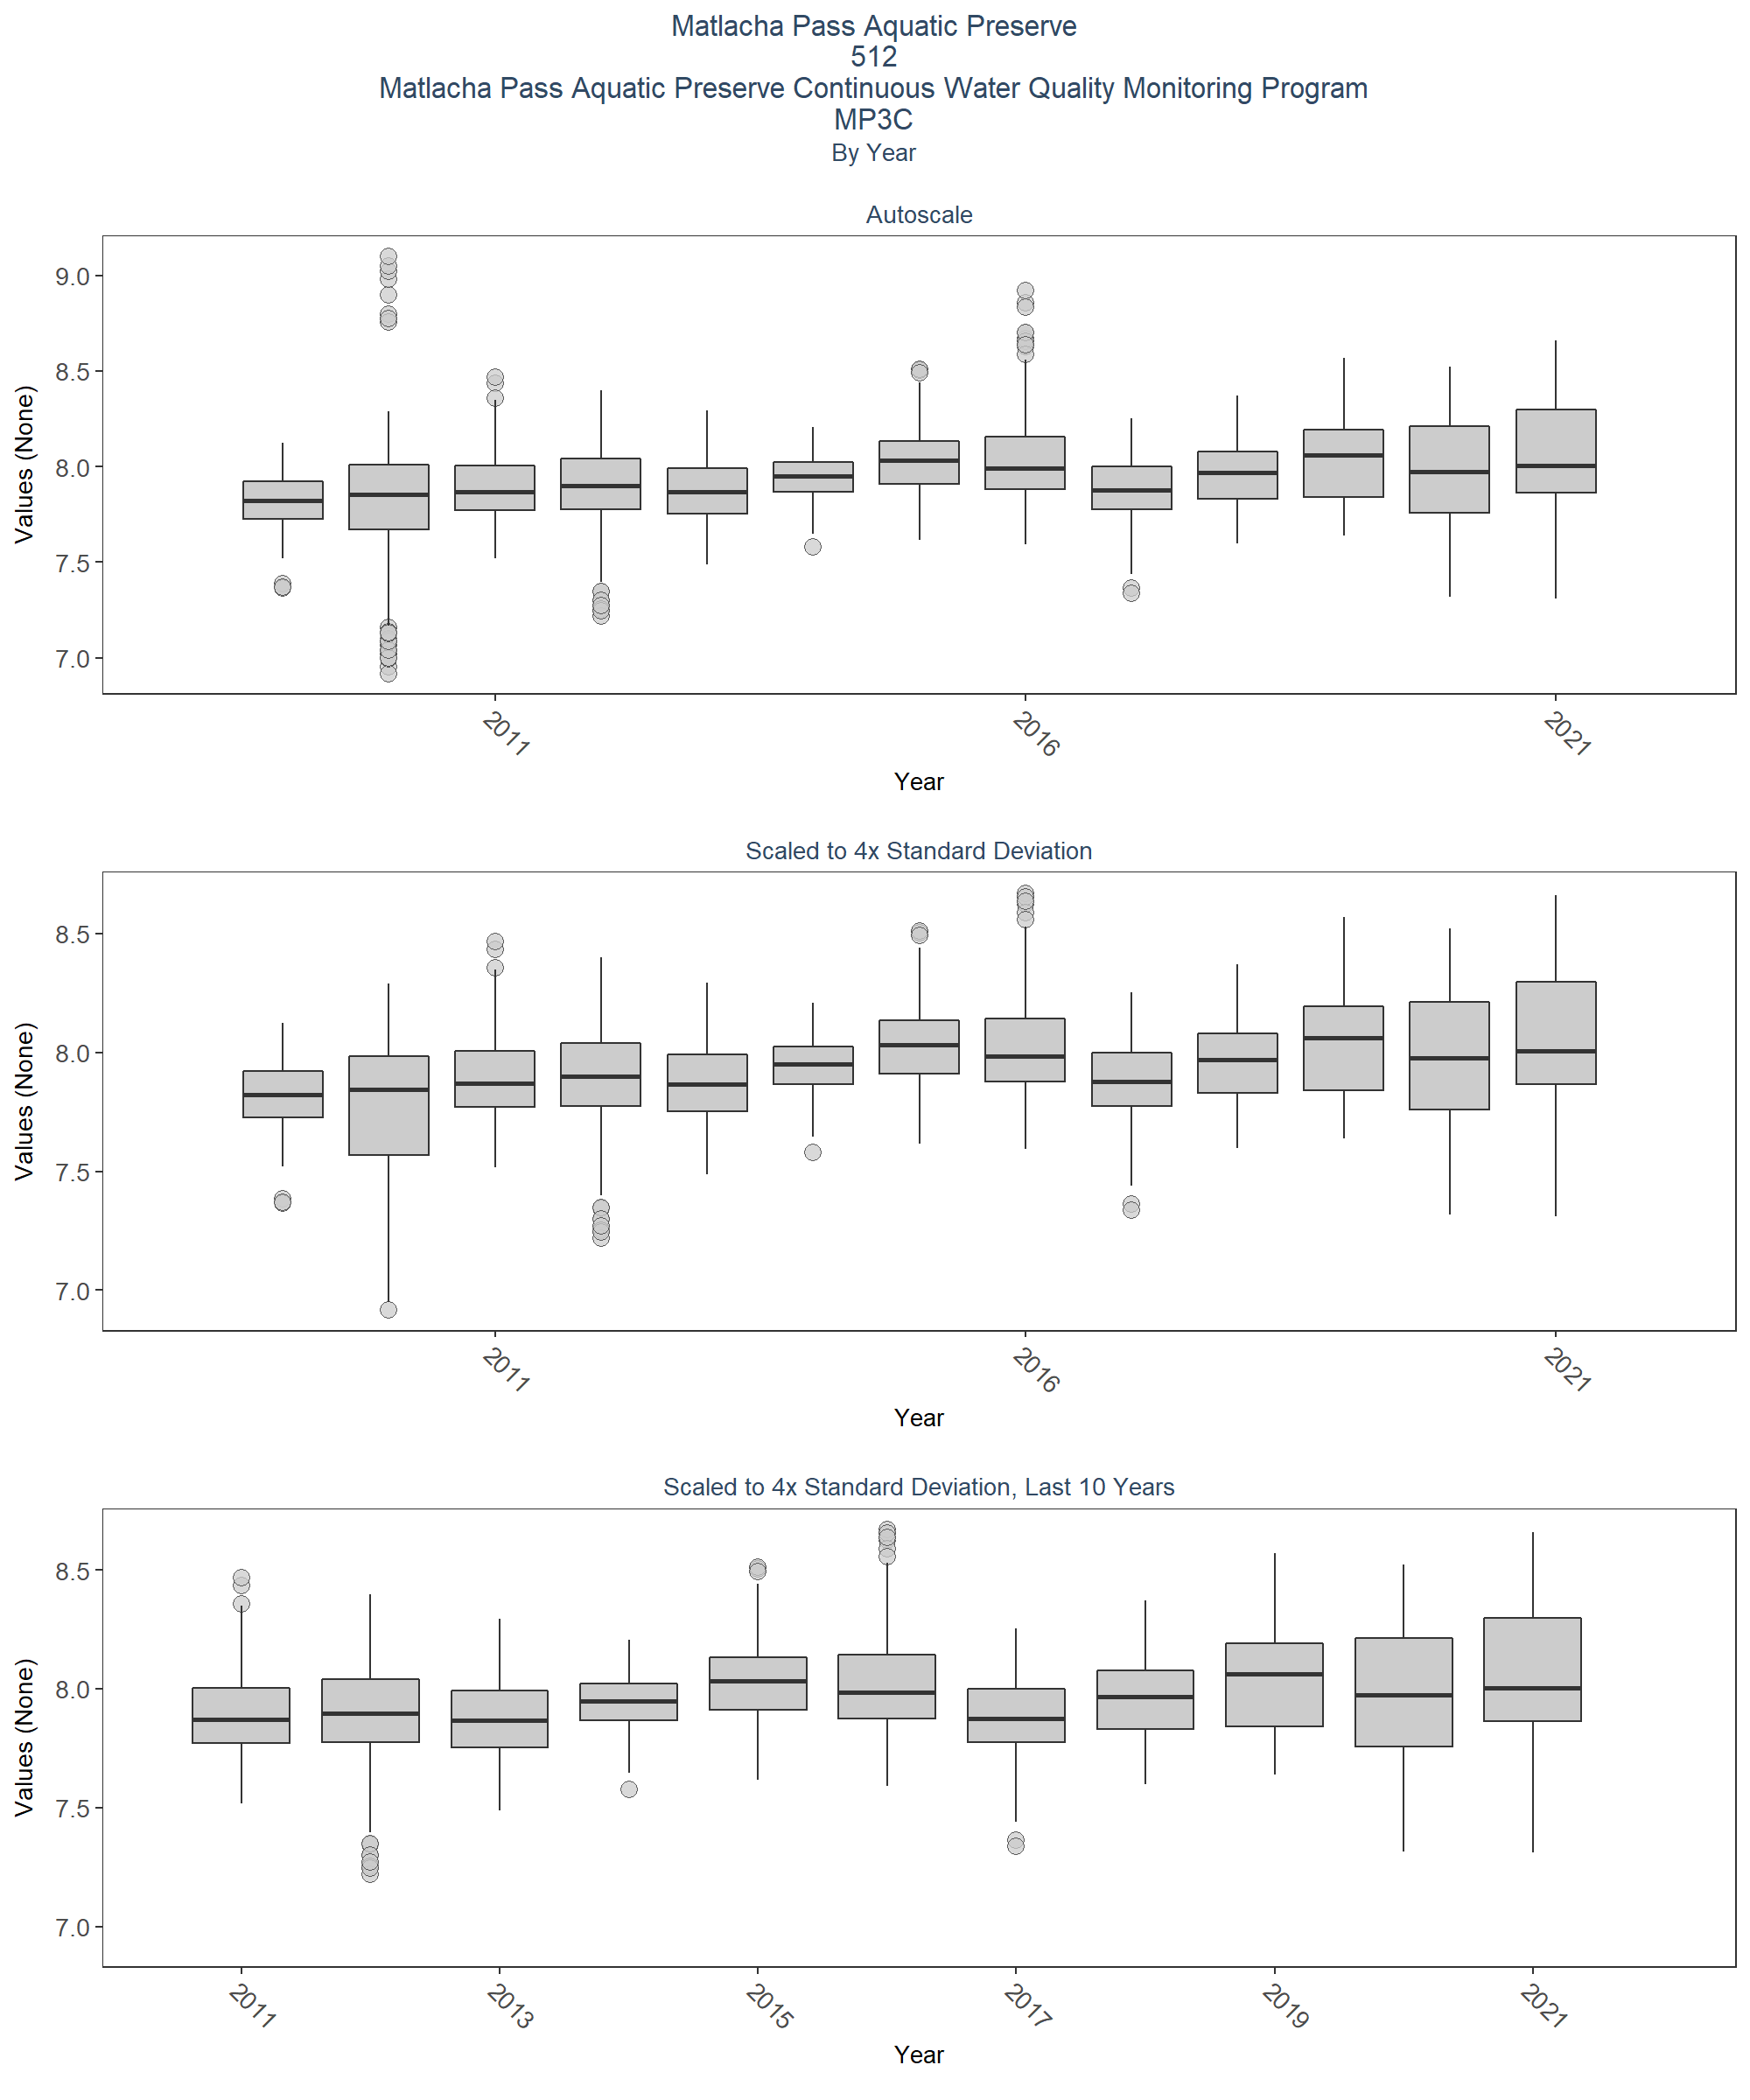 Matlacha Pass Aquatic Preserve
512
Matlacha Pass Aquatic Preserve Continuous Water Quality Monitoring Program
MP3C
By Year
Autoscale
Values (None)
9.0
8.5
8.0
7.5
7.0
2011
2016
2021
Year
Scaled to 4x Standard Deviation
Values (None)
8.5
8.0
7.5
7.0
2011
2016
2021
Year
Scaled to 4x Standard Deviation, Last 10 Years
Values (None)
8.5
8.0
7.5
7.0
2011
2013
2015
2017
2019
2021
Year